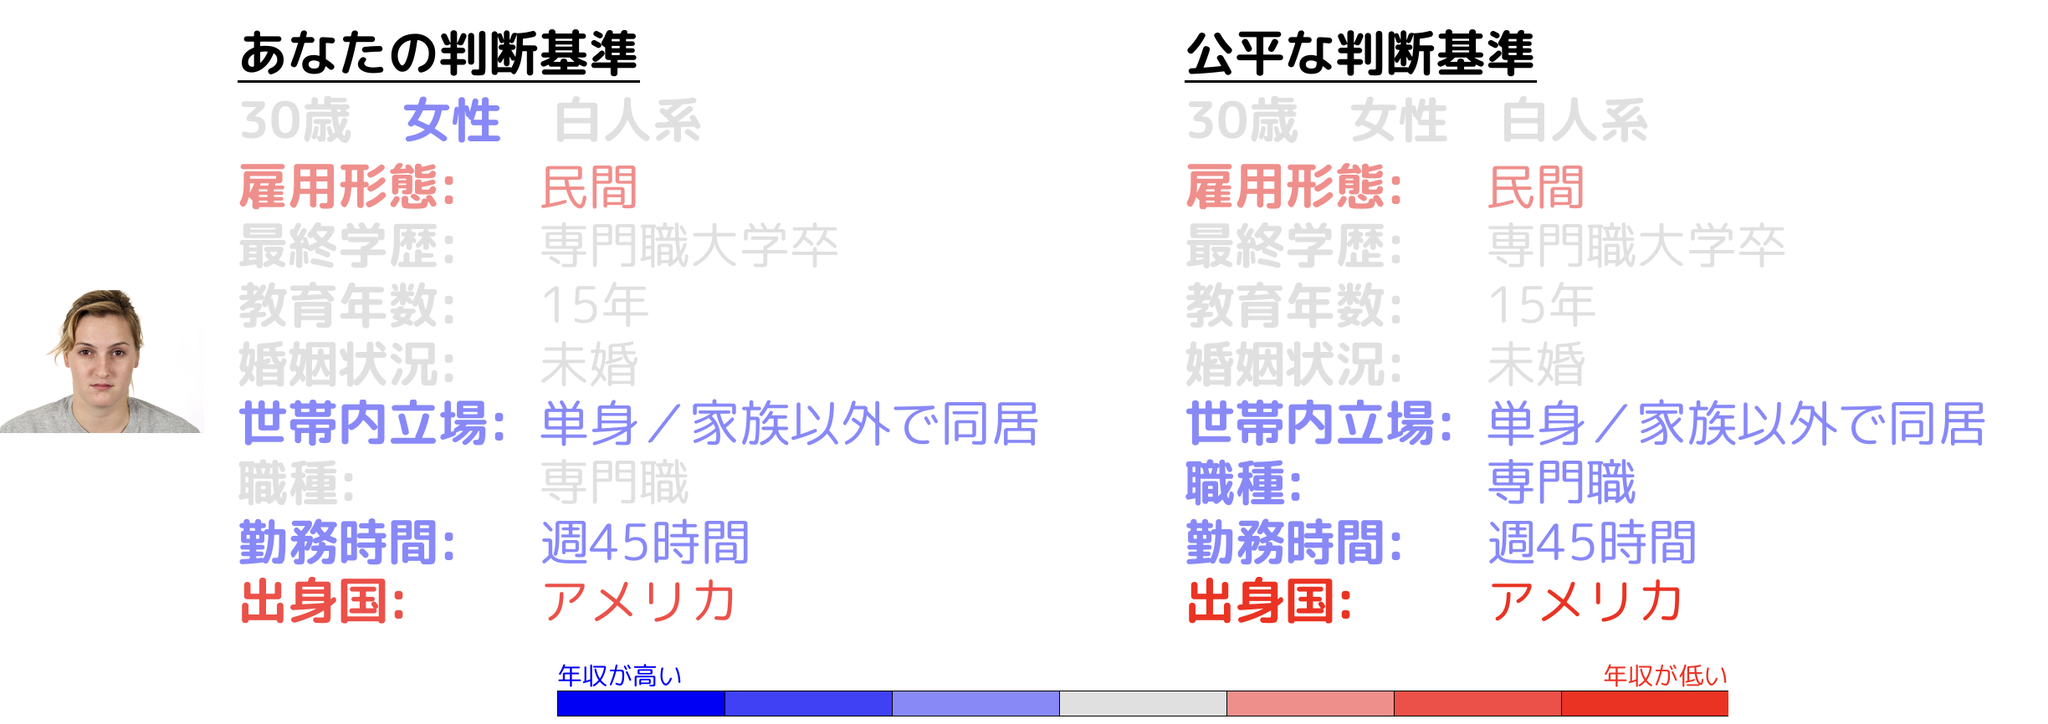 あなたの判断基準
30歳 女性 白人系
雇用形態: 民間
最終学歴: 専門職大学卒
教育年数: 15年
婚姻状況: 未婚
世帯内立場: 単身／家族以外で同居
職種: 専門職
勤務時間: 週45時間
出身国: アメリカ
公平な判断基準
30歳 女性 白人系
雇用形態: 民間
最終学歴: 専門職大学卒
教育年数: 15年
婚姻状況: 未婚
世帯内立場: 単身／家族以外で同居
職種: 専門職
勤務時間: 週45時間
出身国: アメリカ
年収が高い
年収が低い